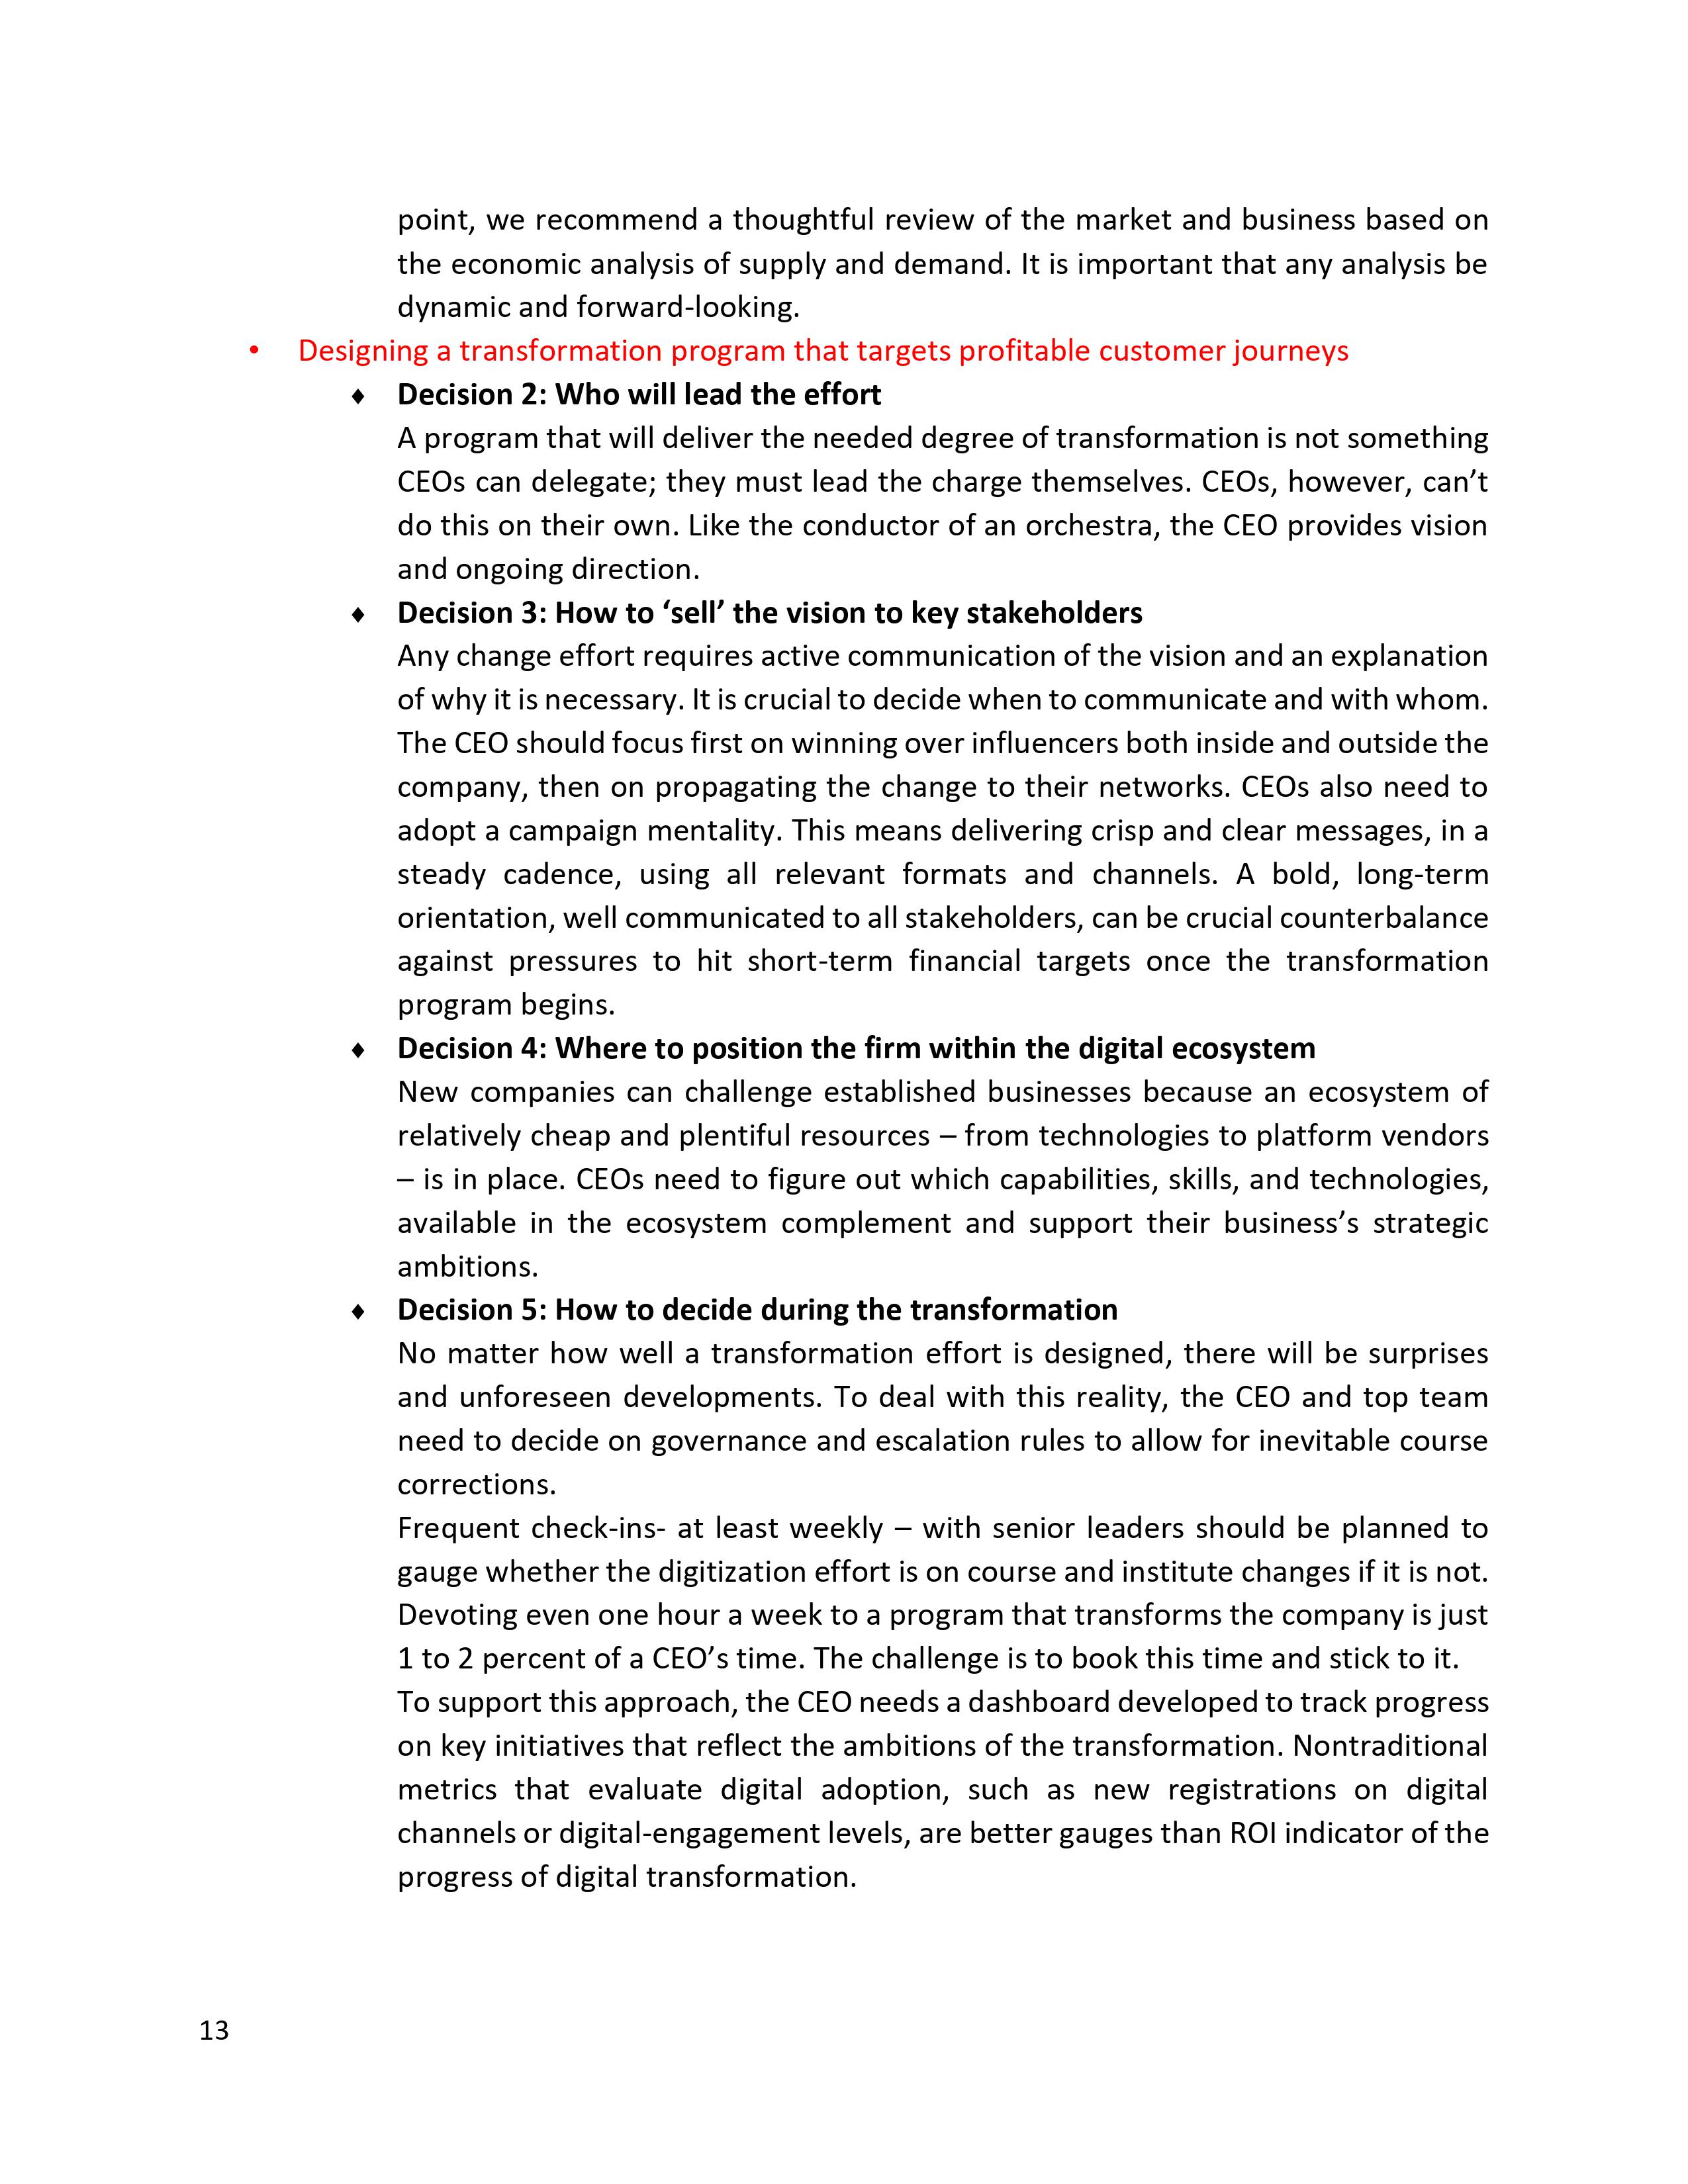 point, we recommend a thoughtful review of the market and business based on
the economic analysis of supply and demand. It is important that any analysis be
dynamic and forward-looking.
• Designing a transformation program that targets profitable customer journeys
♦ Decision 2: Who will lead the effort
A program that will deliver the needed degree of transformation is not something
CEOs can delegate; they must lead the charge themselves. CEOs, however, can’t
do this on their own. Like the conductor of an orchestra, the CEO provides vision
and ongoing direction.
♦ Decision 3: How to ‘sell’ the vision to key stakeholders
Any change effort requires active communication of the vision and an explanation
of why it is necessary. It is crucial to decide when to communicate and with whom.
The CEO should focus first on winning over influencers both inside and outside the
company, then on propagating the change to their networks. CEOs also need to
adopt a campaign mentality. This means delivering crisp and clear messages, in a
steady cadence, using all relevant formats and channels. A bold, long-term
orientation, well communicated to all stakeholders, can be crucial counterbalance
against pressures to hit short-term financial targets once the transformation
program begins.
♦ Decision 4: Where to position the firm within the digital ecosystem
New companies can challenge established businesses because an ecosystem of
relatively cheap and plentiful resources – from technologies to platform vendors
– is in place. CEOs need to figure out which capabilities, skills, and technologies,
available in the ecosystem complement and support their business’s strategic
ambitions.
♦ Decision 5: How to decide during the transformation
No matter how well a transformation effort is designed, there will be surprises
and unforeseen developments. To deal with this reality, the CEO and top team
need to decide on governance and escalation rules to allow for inevitable course
corrections.
Frequent check-ins- at least weekly – with senior leaders should be planned to
gauge whether the digitization effort is on course and institute changes if it is not.
Devoting even one hour a week to a program that transforms the company is just
1 to 2 percent of a CEO’s time. The challenge is to book this time and stick to it.
To support this approach, the CEO needs a dashboard developed to track progress
on key initiatives that reflect the ambitions of the transformation. Nontraditional
metrics that evaluate digital adoption, such as new registrations on digital
channels or digital-engagement levels, are better gauges than ROI indicator of the
progress of digital transformation.
13